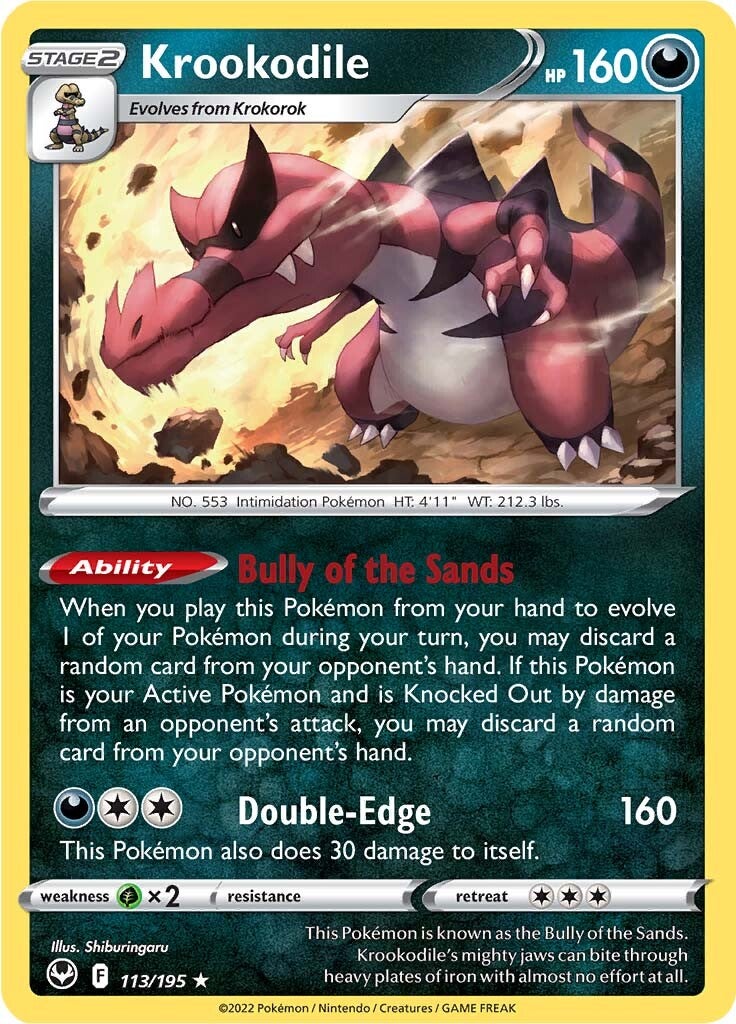 STAGE 2
Krookodile
HP 160
Evolves from Krokorok
NO. 553 Intimidation Pokémon HT: 4'11" WT: 212.3 lbs.
Ability Bully of the Sands
When you play this Pokémon from your hand to evolve
1 of your Pokémon during your turn, you may discard a
random card from your opponent's hand. If this Pokémon
is your Active Pokémon and is Knocked Out by damage
from an opponent's attack, you may discard a random
card from your opponent's hand.
Double-Edge 160
This Pokémon also does 30 damage to itself.
weakness ×2 resistance retreat
Illus. Shiburingaru
F 113/195 ★
This Pokémon is known as the Bully of the Sands.
Krookodile's mighty jaws can bite through
heavy plates of iron with almost no effort at all.
©2022 Pokémon / Nintendo / Creatures / GAME FREAK